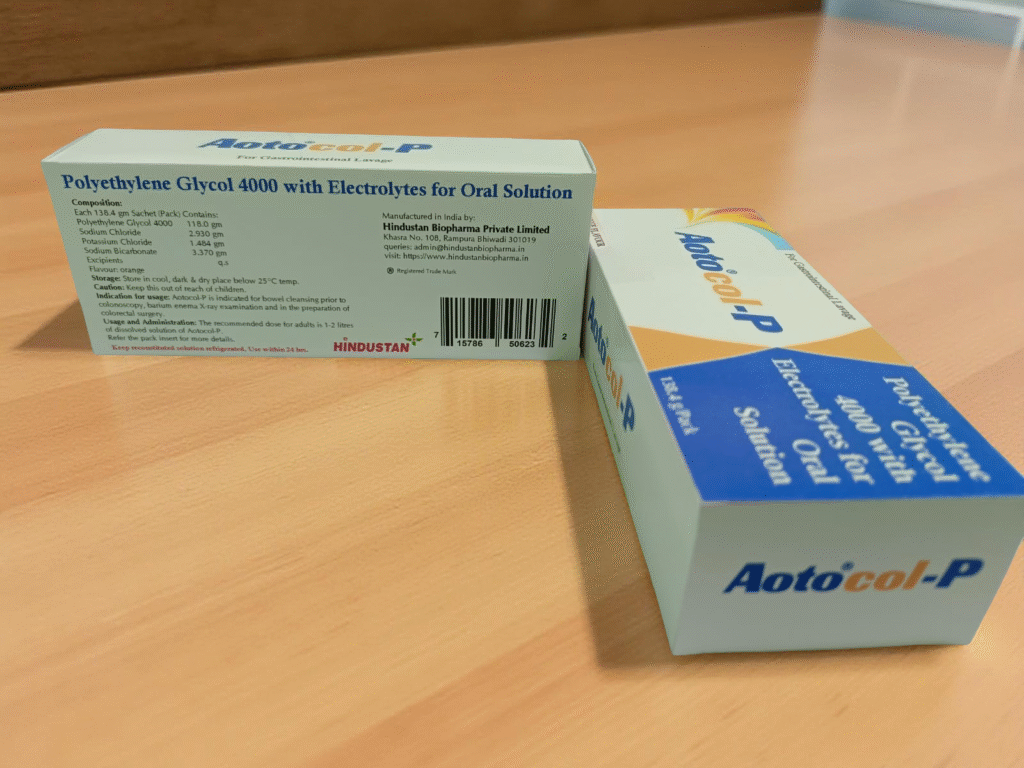 Aotocol-P
For Gastrointestinal Lavage
Polyethylene Glycol 4000 with Electrolytes for Oral Solution
Composition:
Each 138.4 gm Sachet (Pack) Contains:
Polyethylene Glycol 4000 118.0 gm
Sodium Chloride 2.930 gm
Potassium Chloride 1.484 gm
Sodium Bicarbonate 3.370 gm
Excipients q.s
Flavour: orange
Storage: Store in cool, dark & dry place below 25°C temp.
Caution: Keep this out of reach of children.
Indication for usage: Aotocol-P is indicated for bowel cleansing prior to
colonoscopy, barium enema X-ray examination and in the preparation of
colorectal surgery.
Usage and Administration: The recommended dose for adults is 1-2 litres
of dissolved solution of Aotocol-P.
Refer the pack insert for more details.
Keep reconstituted solution refrigerated. Use within 24 hrs.
Manufactured in India by:
Hindustan Biopharma Private Limited
Khasra No. 108, Rampura Bhiwadi 301019
queries: admin@hindustanbiopharma.in
visit: https://www.hindustanbiopharma.in
® Registered Trade Mark
HINDUSTAN
7 15786 50623 2
Aoto®col-P
For Gastrointestinal Lavage
Polyethylene
Glycol
4000 with
Electrolytes for
Oral
Solution
138.4 g/Pack
Aotocol-P
Aoto®col-P